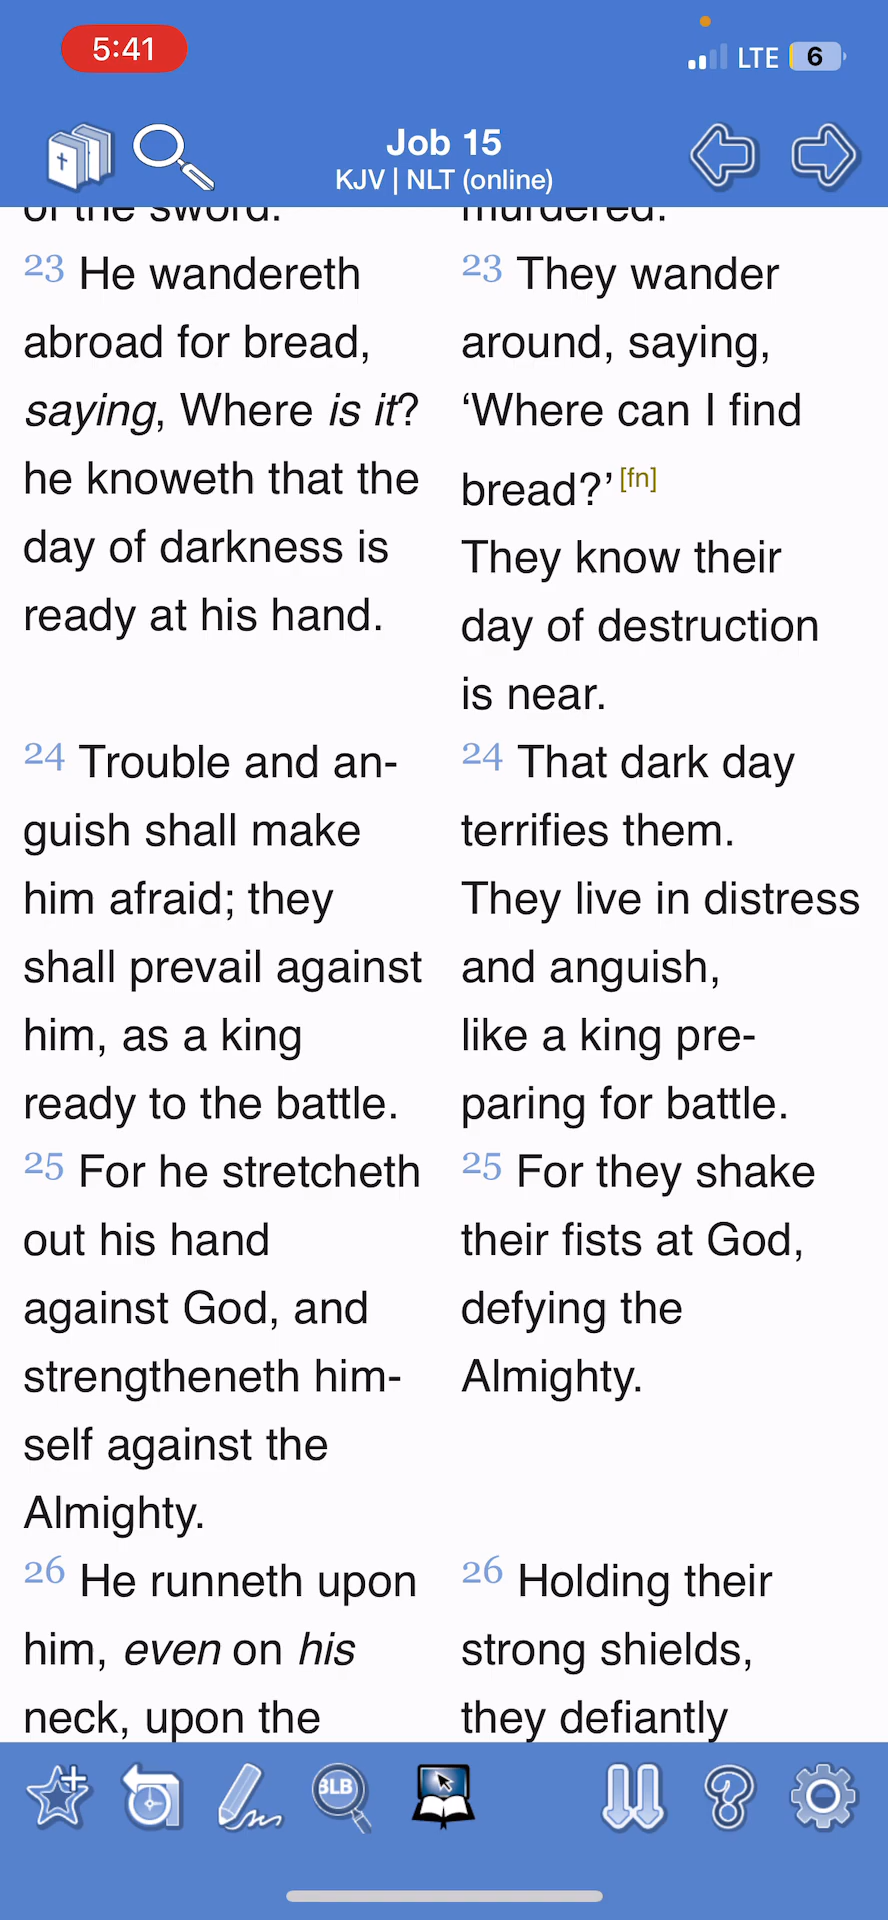 5:41
LTE 6
Job 15
KJV | NLT (online)
of the sword.
23 He wandereth
abroad for bread,
saying, Where is it?
he knoweth that the
day of darkness is
ready at his hand.
24 Trouble and an-
guish shall make
him afraid; they
shall prevail against
him, as a king
ready to the battle.
25 For he stretcheth
out his hand
against God, and
strengtheneth him-
self against the
Almighty.
26 He runneth upon
him, even on his
neck, upon the
murdered.
23 They wander
around, saying,
‘Where can I find
bread?’ [fn]
They know their
day of destruction
is near.
24 That dark day
terrifies them.
They live in distress
and anguish,
like a king pre-
paring for battle.
25 For they shake
their fists at God,
defying the
Almighty.
26 Holding their
strong shields,
they defiantly
BLB